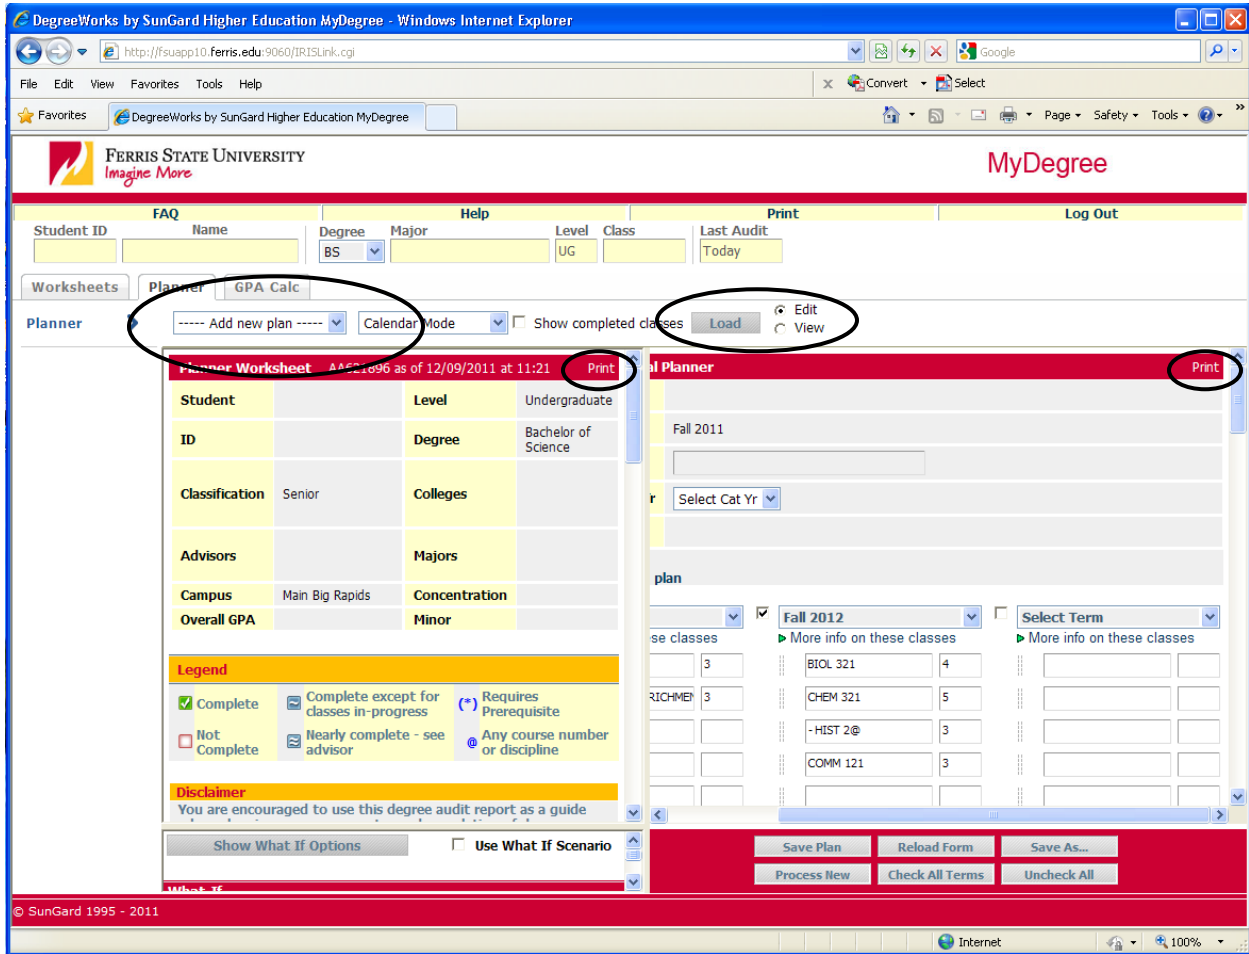 DegreeWorks by SunGard Higher Education MyDegree - Windows Internet Explorer
http://fsuapp10.ferris.edu:9060/IRISLink.cgi
Google
File Edit View Favorites Tools Help
Convert Select
Favorites DegreeWorks by SunGard Higher Education MyDegree Page Safety Tools
FERRIS STATE UNIVERSITY
Imagine More
MyDegree
FAQ Help Print Log Out
Student ID Name Degree Major Level Class Last Audit
BS UG Today
Worksheets Planner GPA Calc
Planner ----- Add new plan ----- Calendar Mode Show completed classes Load Edit
View
Planner Worksheet AA621896 as of 12/09/2011 at 11:21 Print
Student Level Undergraduate
ID Degree Bachelor of Science
Classification Senior Colleges
Advisors Majors
Campus Main Big Rapids Concentration
Overall GPA Minor
Legend
Complete Complete except for classes in-progress (*) Requires Prerequisite
Not Complete Nearly complete - see advisor @ Any course number or discipline
Disclaimer
You are encouraged to use this degree audit report as a guide
Show What If Options Use What If Scenario
What If
al Planner Print
Fall 2011
r Select Cat Yr
plan
Fall 2012 Select Term
se classes More info on these classes More info on these classes
3 BIOL 321 4
RICHMEN 3 CHEM 321 5
- HIST 2@ 3
COMM 121 3
Save Plan Reload Form Save As...
Process New Check All Terms Uncheck All
© SunGard 1995 - 2011
Internet 100%